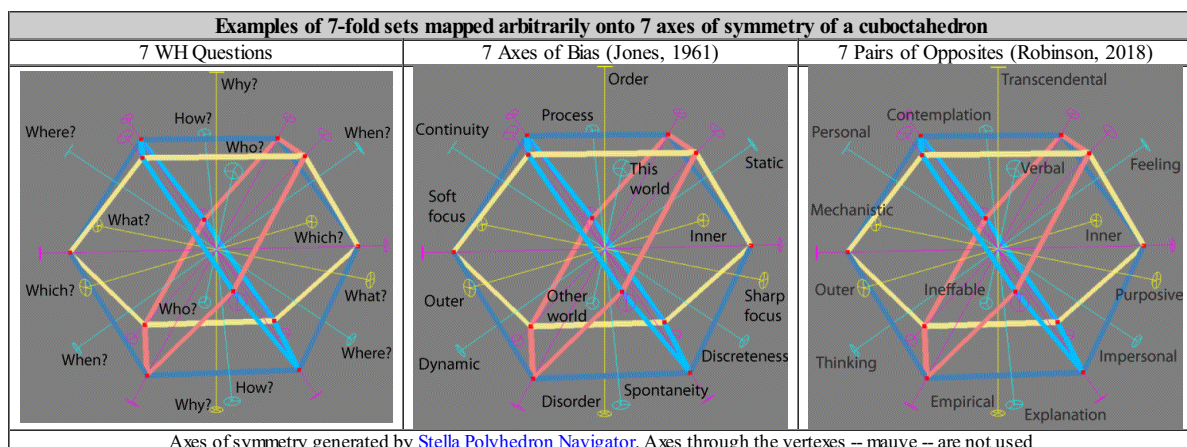 Examples of 7-fold sets mapped arbitrarily onto 7 axes of symmetry of a cuboctahedron
7 WH Questions
7 Axes of Bias (Jones, 1961)
7 Pairs of Opposites (Robinson, 2018)
Why?
How?
Where?
When?
Who?
What?
Which?
Which?
What?
Who?
When?
Where?
How?
Why?
Order
Process
Continuity
Static
This
world
Soft
focus
Inner
Outer
Other
world
Sharp
focus
Dynamic
Discreteness
Spontaneity
Disorder
Transcendental
Contemplation
Personal
Verbal
Feeling
Mechanistic
Inner
Outer
Ineffable
Purposive
Thinking
Impersonal
Empirical
Explanation
Axes of symmetry generated by Stella Polyhedron Navigator. Axes through the vertexes -- mauve -- are not used